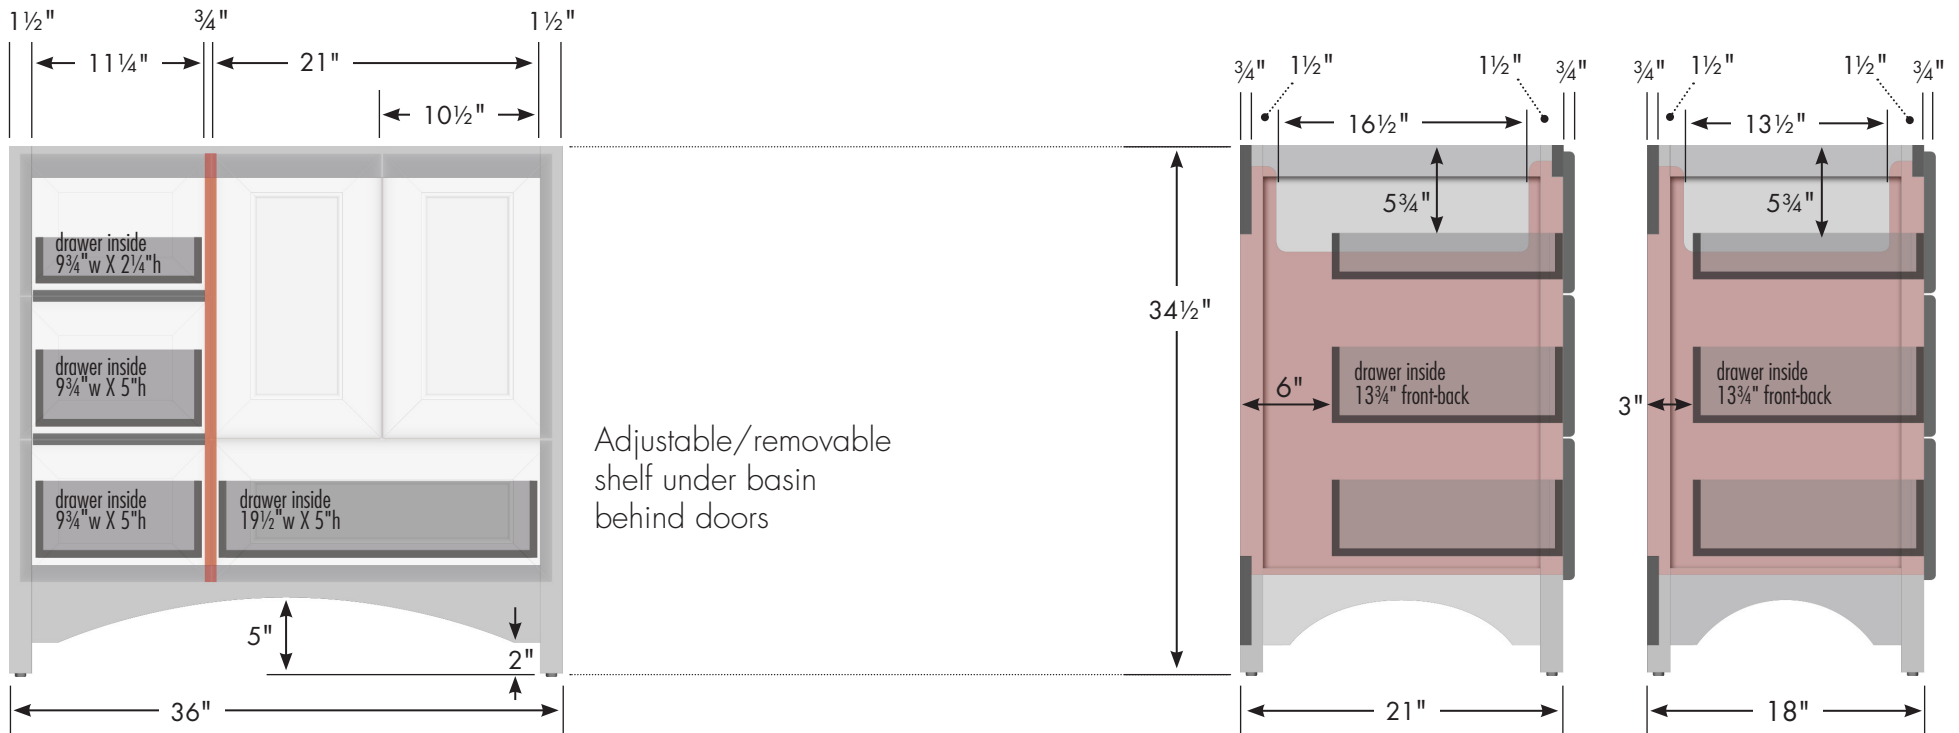 1½" ¾" 1½"
11¼" 21"
10½"
drawer inside
9¾"w X 2¼"h
drawer inside
9¾"w X 5"h
drawer inside
9¾"w X 5"h
drawer inside
19½"w X 5"h
5"
2"
36"
Adjustable/removable
shelf under basin
behind doors
34½"
¾" 1½" 1½" ¾"
16½"
5¾"
6"
drawer inside
13¾" front-back
21"
¾" 1½" 1½" ¾"
13½"
5¾"
3"
drawer inside
13¾" front-back
18"